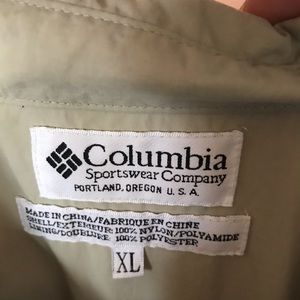 Columbia
Sportswear Company
PORTLAND, OREGON U.S.A.
MADE IN CHINA/FABRIQUE EN CHINE
SHELL/EXTERIEUR: 100% NYLON/POLYAMIDE
LINING/DOUBLURE: 100% POLYESTER
XL